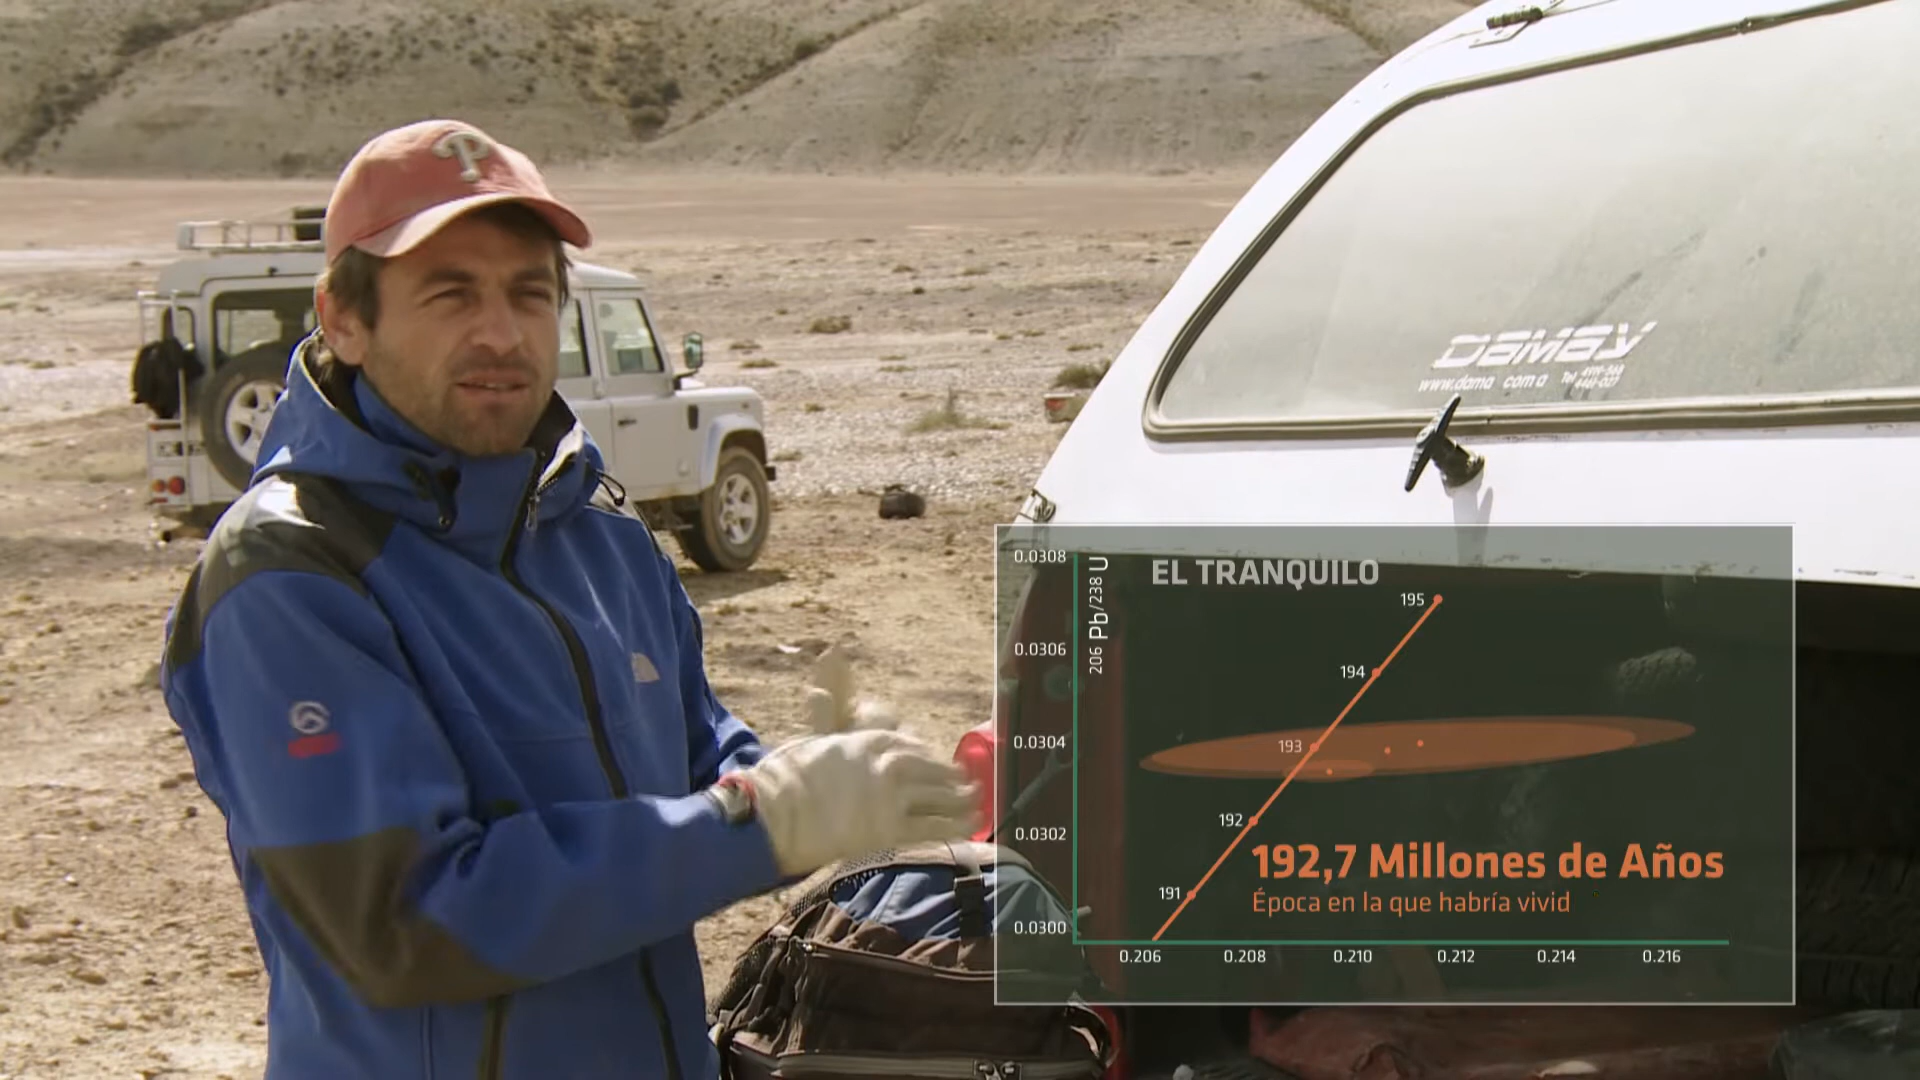 P
DAMAY
0.0308
206 Pb/238 U
EL TRANQUILO
195
0.0306
194
0.0304
193
0.0302
192
192,7 Millones de Años
191
Época en la que habría vivid
0.0300
0.206 0.208 0.210 0.212 0.214 0.216